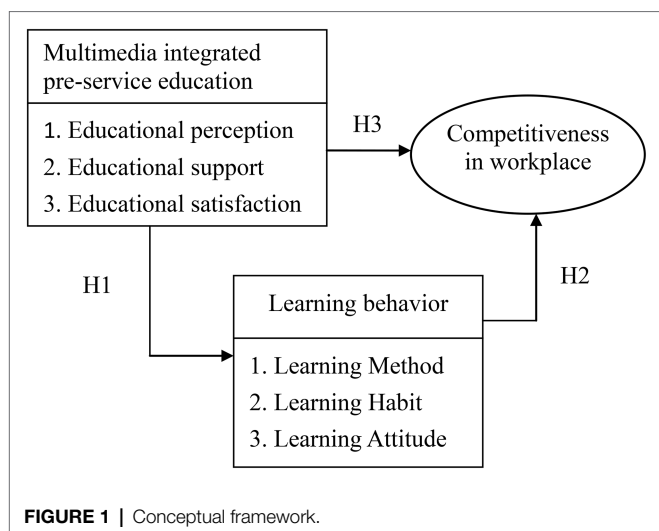 Multimedia integrated
pre-service education
1. Educational perception
2. Educational support
3. Educational satisfaction
H3
Competitiveness
in workplace
H1
H2
Learning behavior
1. Learning Method
2. Learning Habit
3. Learning Attitude
FIGURE 1 | Conceptual framework.